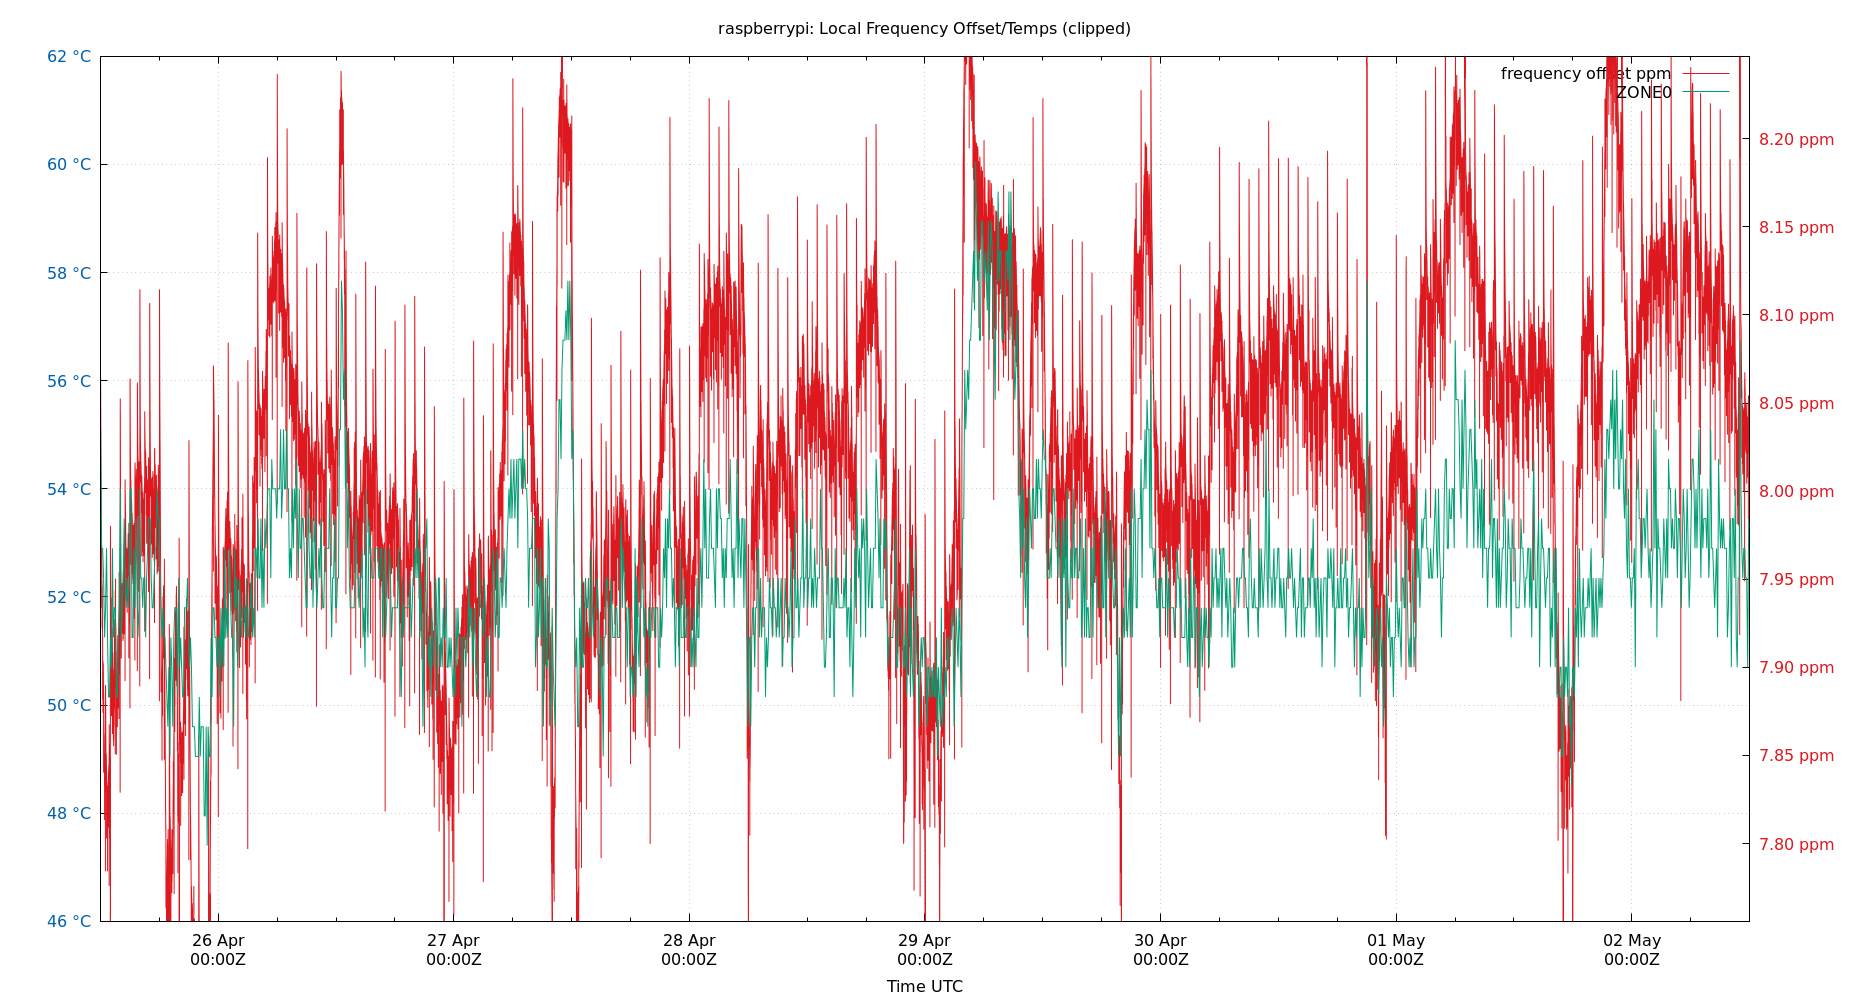 raspberrypi: Local Frequency Offset/Temps (clipped)
62 °C
60 °C
58 °C
56 °C
54 °C
52 °C
50 °C
48 °C
46 °C
frequency offset ppm
ZONE0
8.20 ppm
8.15 ppm
8.10 ppm
8.05 ppm
8.00 ppm
7.95 ppm
7.90 ppm
7.85 ppm
7.80 ppm
26 Apr
00:00Z
27 Apr
00:00Z
28 Apr
00:00Z
29 Apr
00:00Z
30 Apr
00:00Z
01 May
00:00Z
02 May
00:00Z
Time UTC